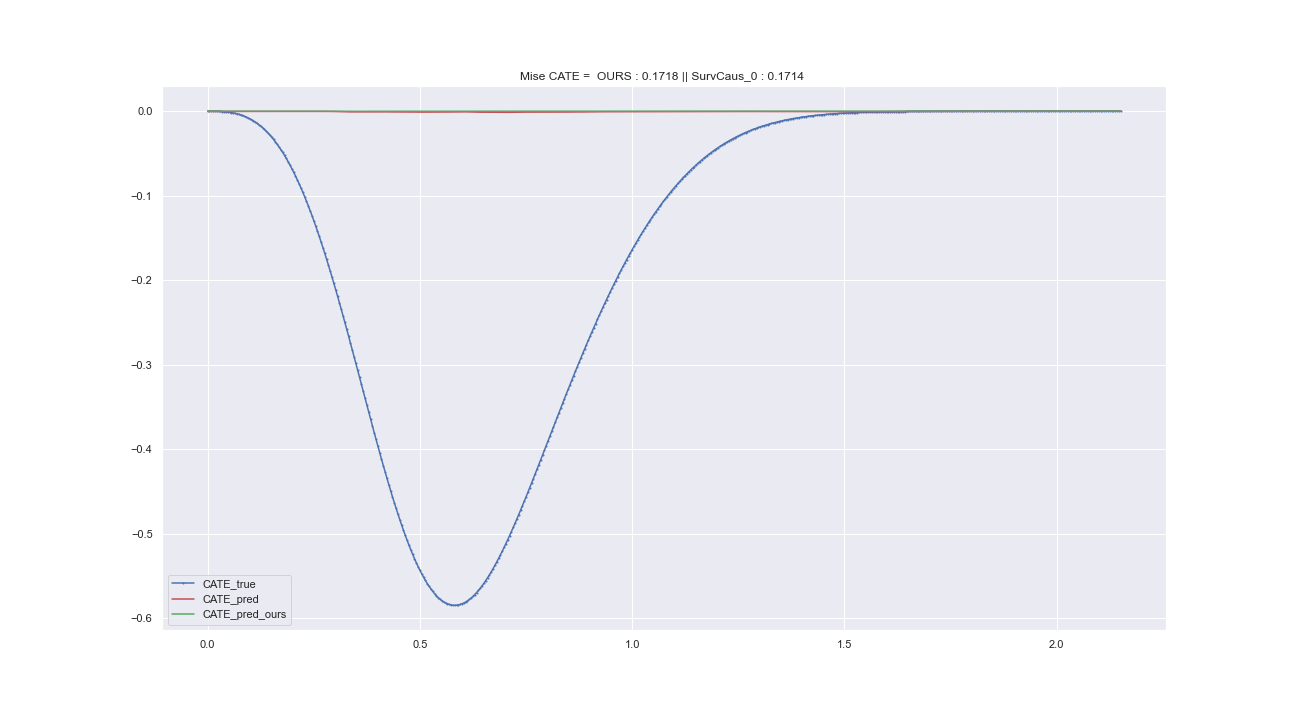 Mise CATE =  OURS : 0.1718 || SurvCaus_0 : 0.1714
0.0
−0.1
−0.2
−0.3
−0.4
−0.5
−0.6
CATE_true
CATE_pred
CATE_pred_ours
0.0 0.5 1.0 1.5 2.0